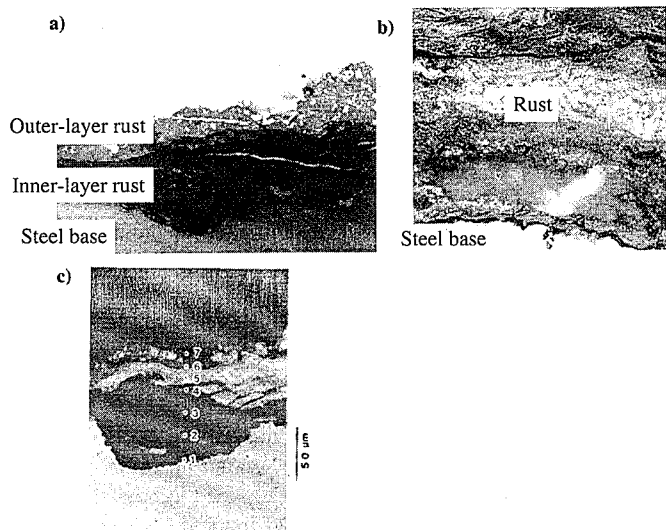 a)
Outer-layer rust
Inner-layer rust
Steel base
b)
Rust
Steel base
c)
7
6
5
4
3
2
1
50 µm